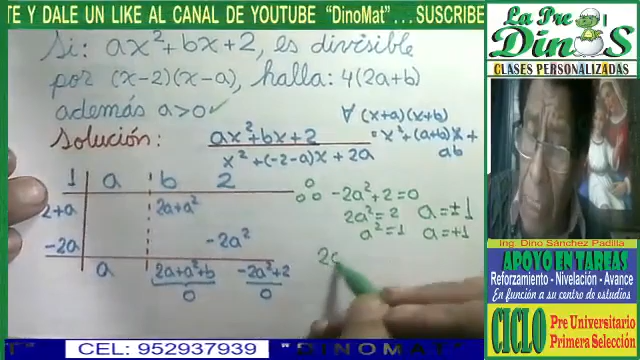 TE Y DALE UN LIKE AL CANAL DE YOUTUBE "DinoMat"...SUSCRIBE
La Pre
DinoS
CLASES PERSONALIZADAS
Si: ax²+bx+2, es divisible
por (x-2)(x-a), halla: 4(2a+b)
además a>0 ✓
Solución:
ax²+bx+2
x²+(-2-a)x+2a
∀ (x+a)(x+b)
x²+(a+b)x+
ab
1 a b 2
2+a 2a+a²
-2a -2a²
a 2a+a²+b -2a²+2
0 0
∴ -2a²+2=0
2a²=2 a=±1
a²=1 a=+1
2a
Ing. Dino Sánchez Padilla
APOYO EN TAREAS
Reforzamiento - Nivelación - Avance
En función a su centro de estudios
CICLO Pre Universitario
Primera Selección
CEL: 952937939 "DINOMAT"